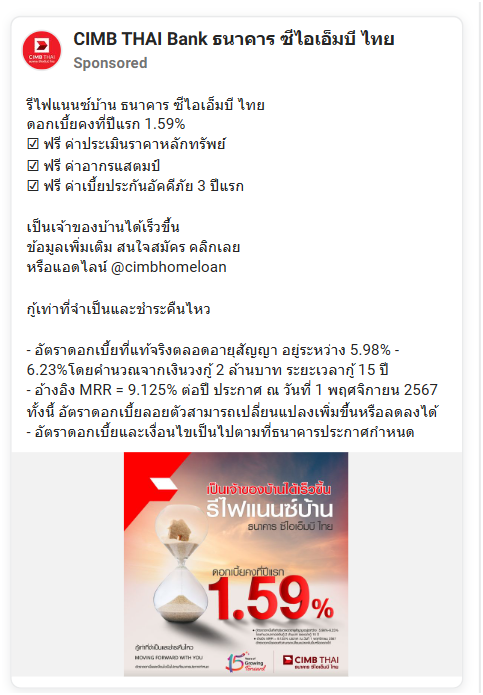 CIMB THAI Bank ธนาคาร ซีไอเอ็มบี ไทย
Sponsored
รีไฟแนนซ์บ้าน ธนาคาร ซีไอเอ็มบี ไทย
ดอกเบี้ยคงที่ปีแรก 1.59%
☑ ฟรี ค่าประเมินราคาหลักทรัพย์
☑ ฟรี ค่าอากรแสตมป์
☑ ฟรี ค่าเบี้ยประกันอัคคีภัย 3 ปีแรก
เป็นเจ้าของบ้านได้เร็วขึ้น
ข้อมูลเพิ่มเติม สนใจสมัคร คลิกเลย
หรือแอดไลน์ @cimbhomeloan
กู้เท่าที่จำเป็นและชำระคืนไหว
- อัตราดอกเบี้ยที่แท้จริงตลอดอายุสัญญา อยู่ระหว่าง 5.98% -
6.23%โดยคำนวณจากเงินวงกู้ 2 ล้านบาท ระยะเวลากู้ 15 ปี
- อ้างอิง MRR = 9.125% ต่อปี ประกาศ ณ วันที่ 1 พฤศจิกายน 2567
ทั้งนี้ อัตราดอกเบี้ยลอยตัวสามารถเปลี่ยนแปลงเพิ่มขึ้นหรือลดลงได้
- อัตราดอกเบี้ยและเงื่อนไขเป็นไปตามที่ธนาคารประกาศกำหนด
เป็นเจ้าของบ้านได้เร็วขึ้น
รีไฟแนนซ์บ้าน
ธนาคาร ซีไอเอ็มบี ไทย
ดอกเบี้ยคงที่ปีแรก
1.59%
กู้เท่าที่จำเป็นและชำระคืนไหว
MOVING FORWARD WITH YOU
15 Years of Growing Forward
CIMB THAI
ธนาคาร ซีไอเอ็มบี ไทย